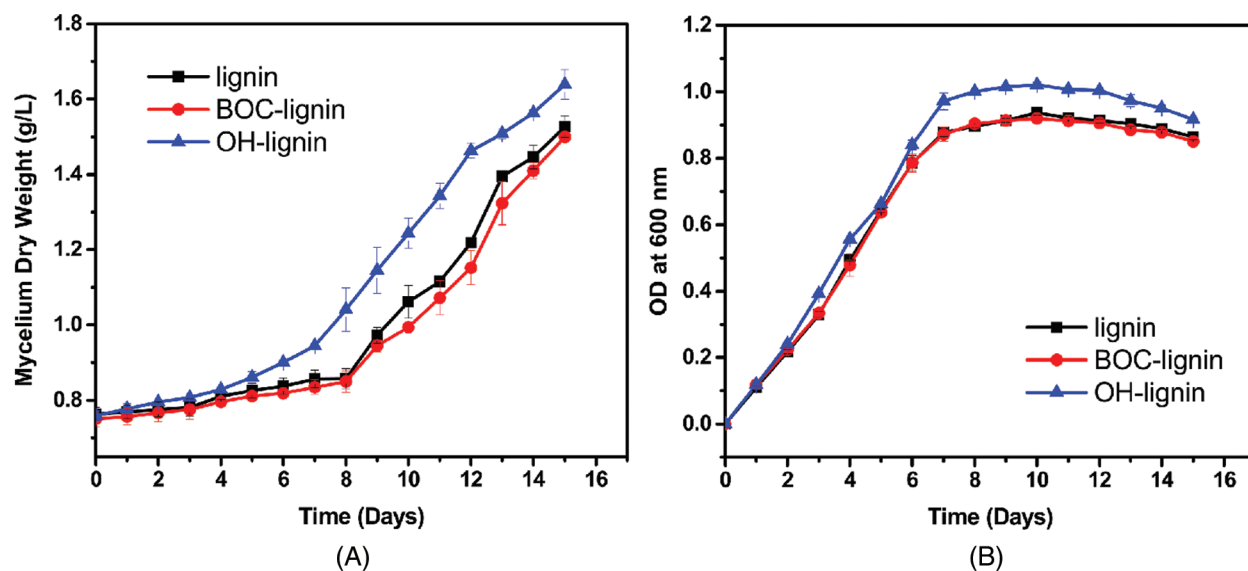 1.8
1.6
1.4
1.2
1.0
0.8
Mycelium Dry Weight (g/L)
lignin
BOC-lignin
OH-lignin
0 2 4 6 8 10 12 14 16
Time (Days)
(A)
1.2
1.0
0.8
0.6
0.4
0.2
0.0
OD at 600 nm
lignin
BOC-lignin
OH-lignin
0 2 4 6 8 10 12 14 16
Time (Days)
(B)